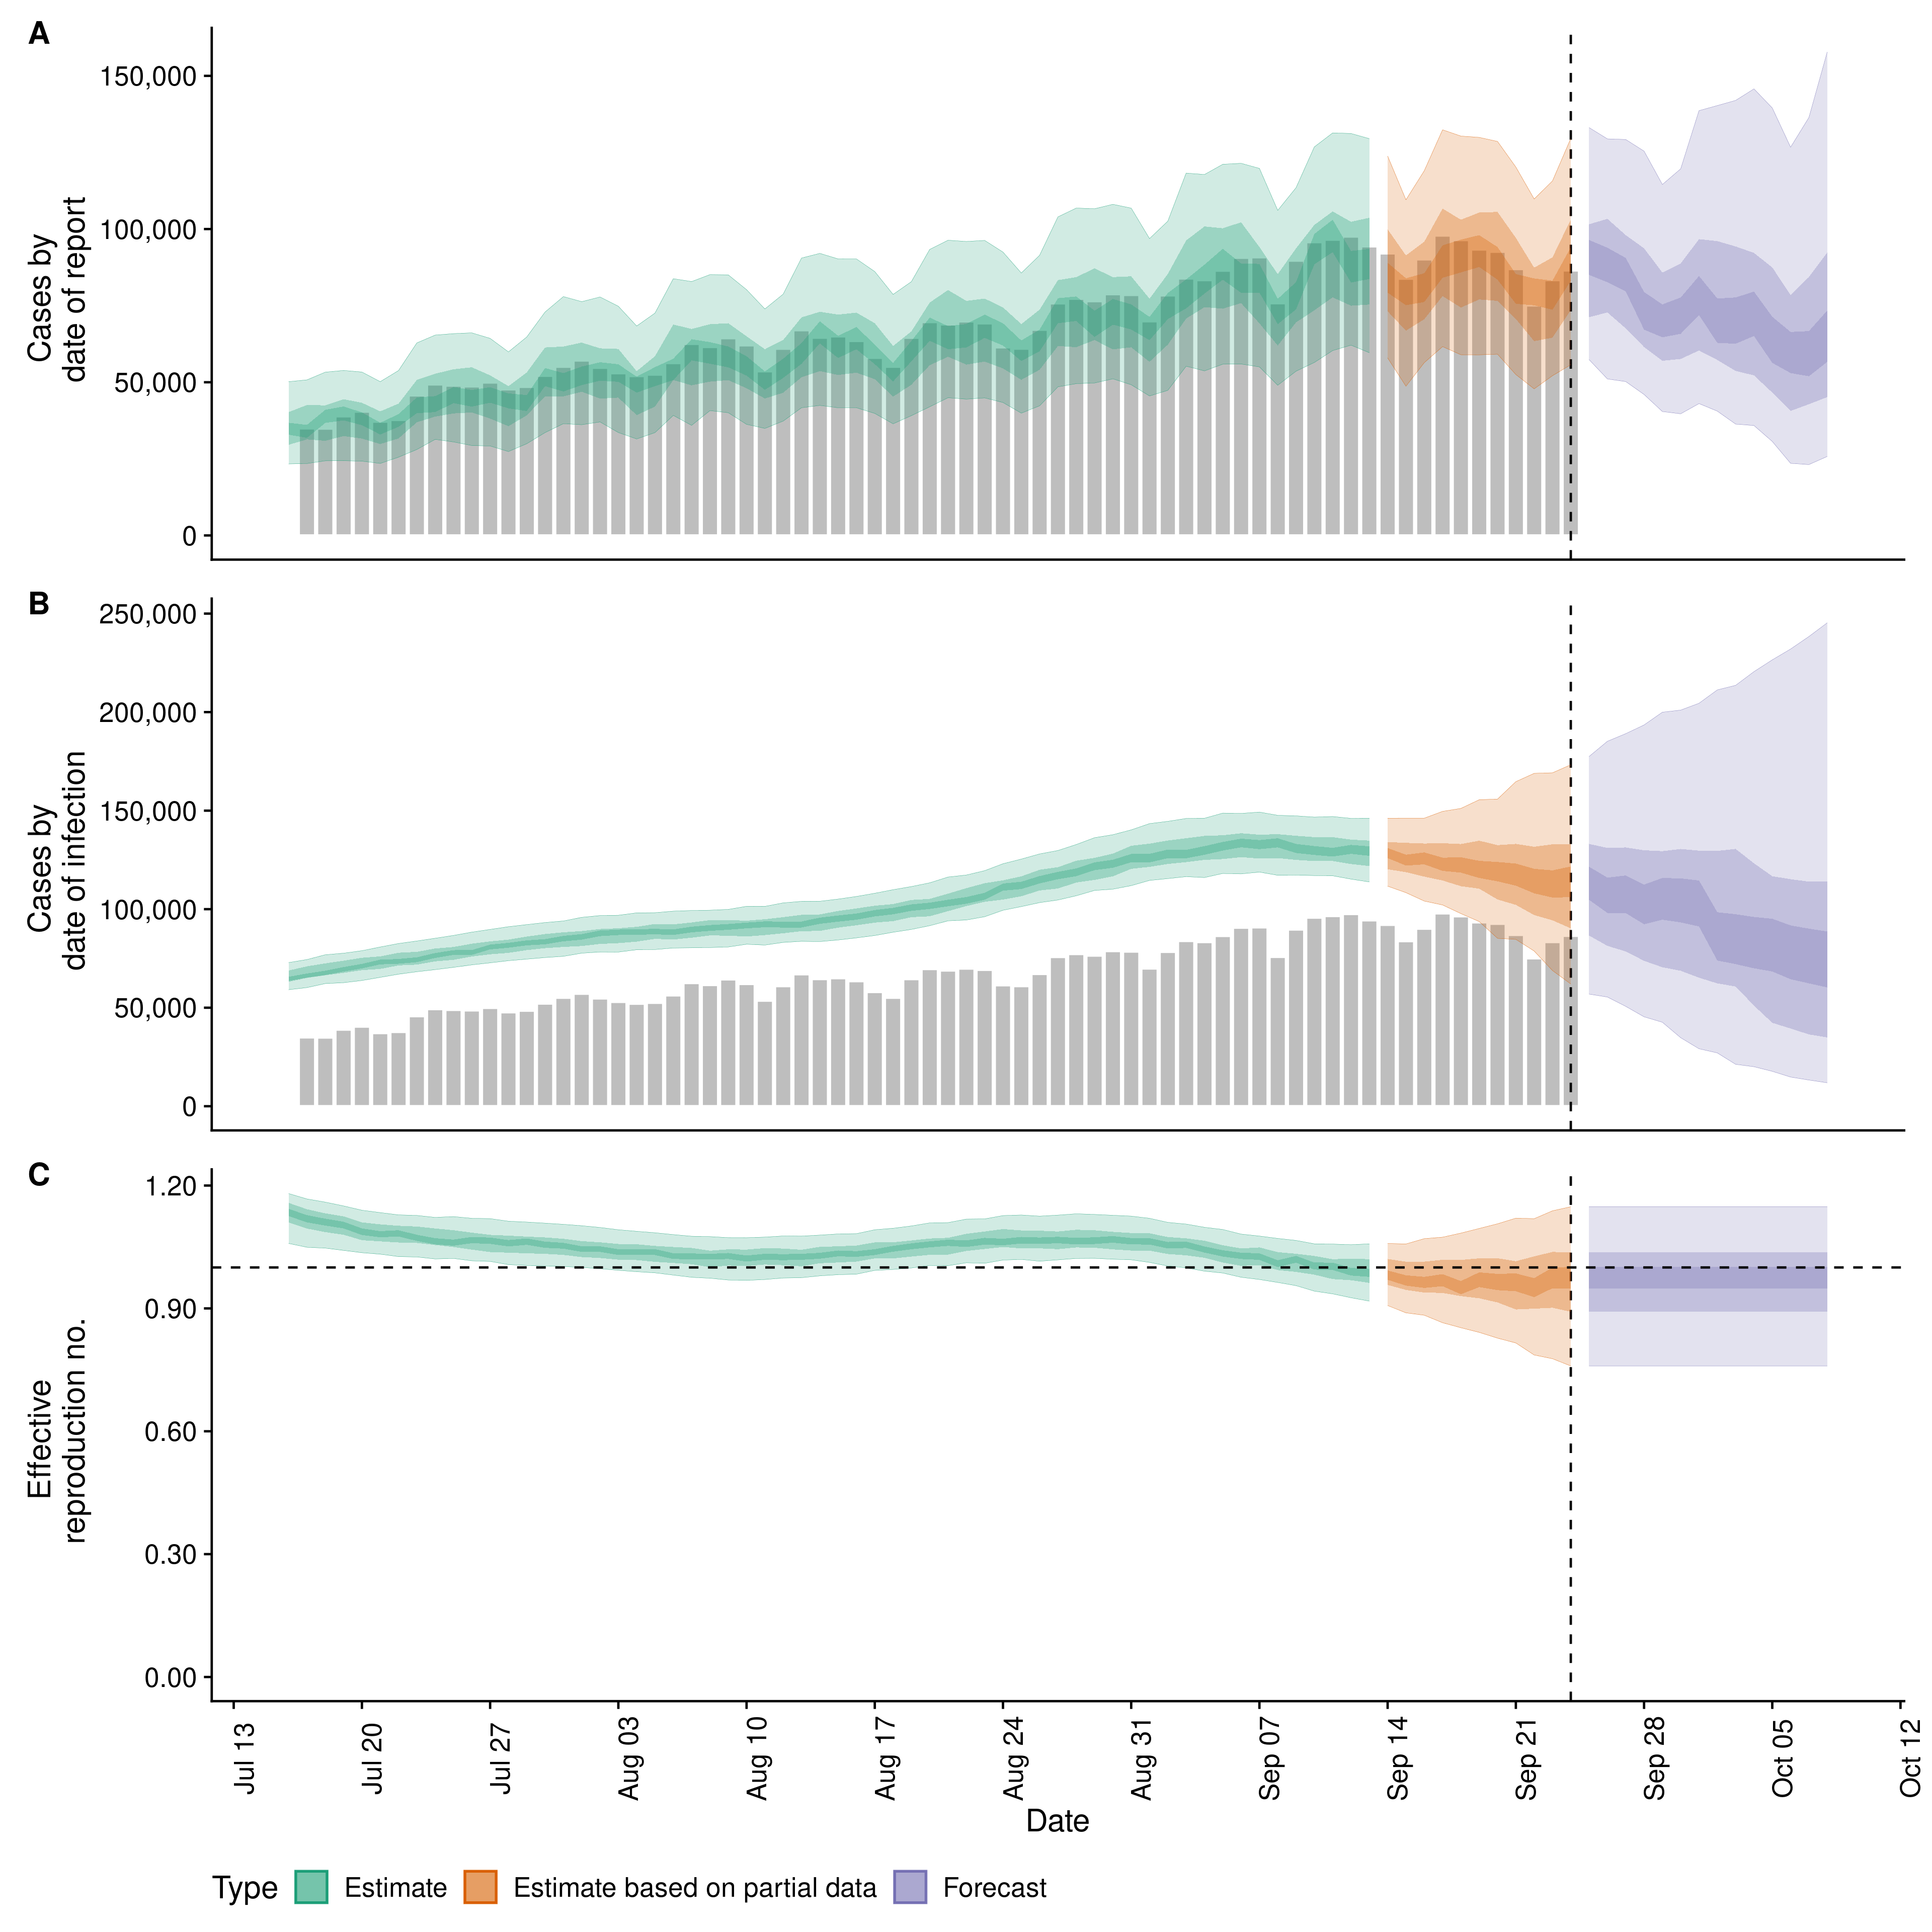 A
Cases by
date of report
150,000
100,000
50,000
0
B
Cases by
date of infection
250,000
200,000
150,000
100,000
50,000
0
C
Effective
reproduction no.
1.20
0.90
0.60
0.30
0.00
Jul 13
Jul 20
Jul 27
Aug 03
Aug 10
Aug 17
Aug 24
Aug 31
Sep 07
Sep 14
Sep 21
Sep 28
Oct 05
Oct 12
Date
Type Estimate Estimate based on partial data Forecast